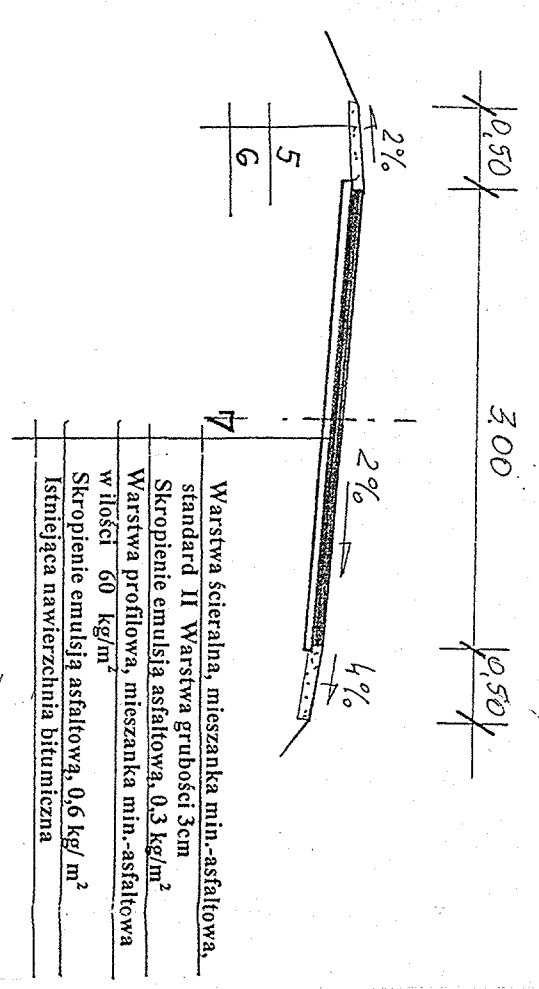 0,50
3,00
0,50
2%
2%
4%
5
6
Warstwa ścieralna, mieszanka min.-asfaltowa,
standard II Warstwa grubości 3cm
Skropienie emulsją asfaltową, 0,3 kg/m²
Warstwa profilowa, mieszanka min.-asfaltowa
w ilości 60 kg/m²
Skropienie emulsją asfaltową, 0,6 kg/ m²
Istniejąca nawierzchnia bitumiczna